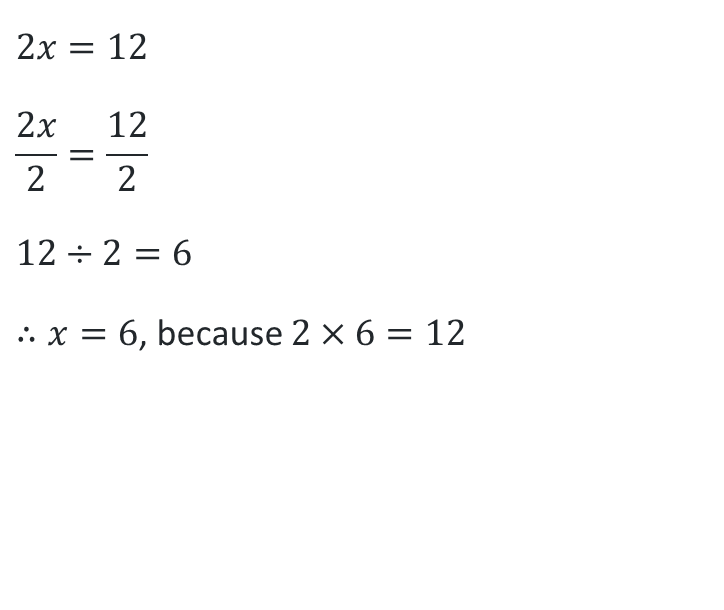 2x = 12
2x/2 = 12/2
12 ÷ 2 = 6
∴ x = 6, because 2 × 6 = 12